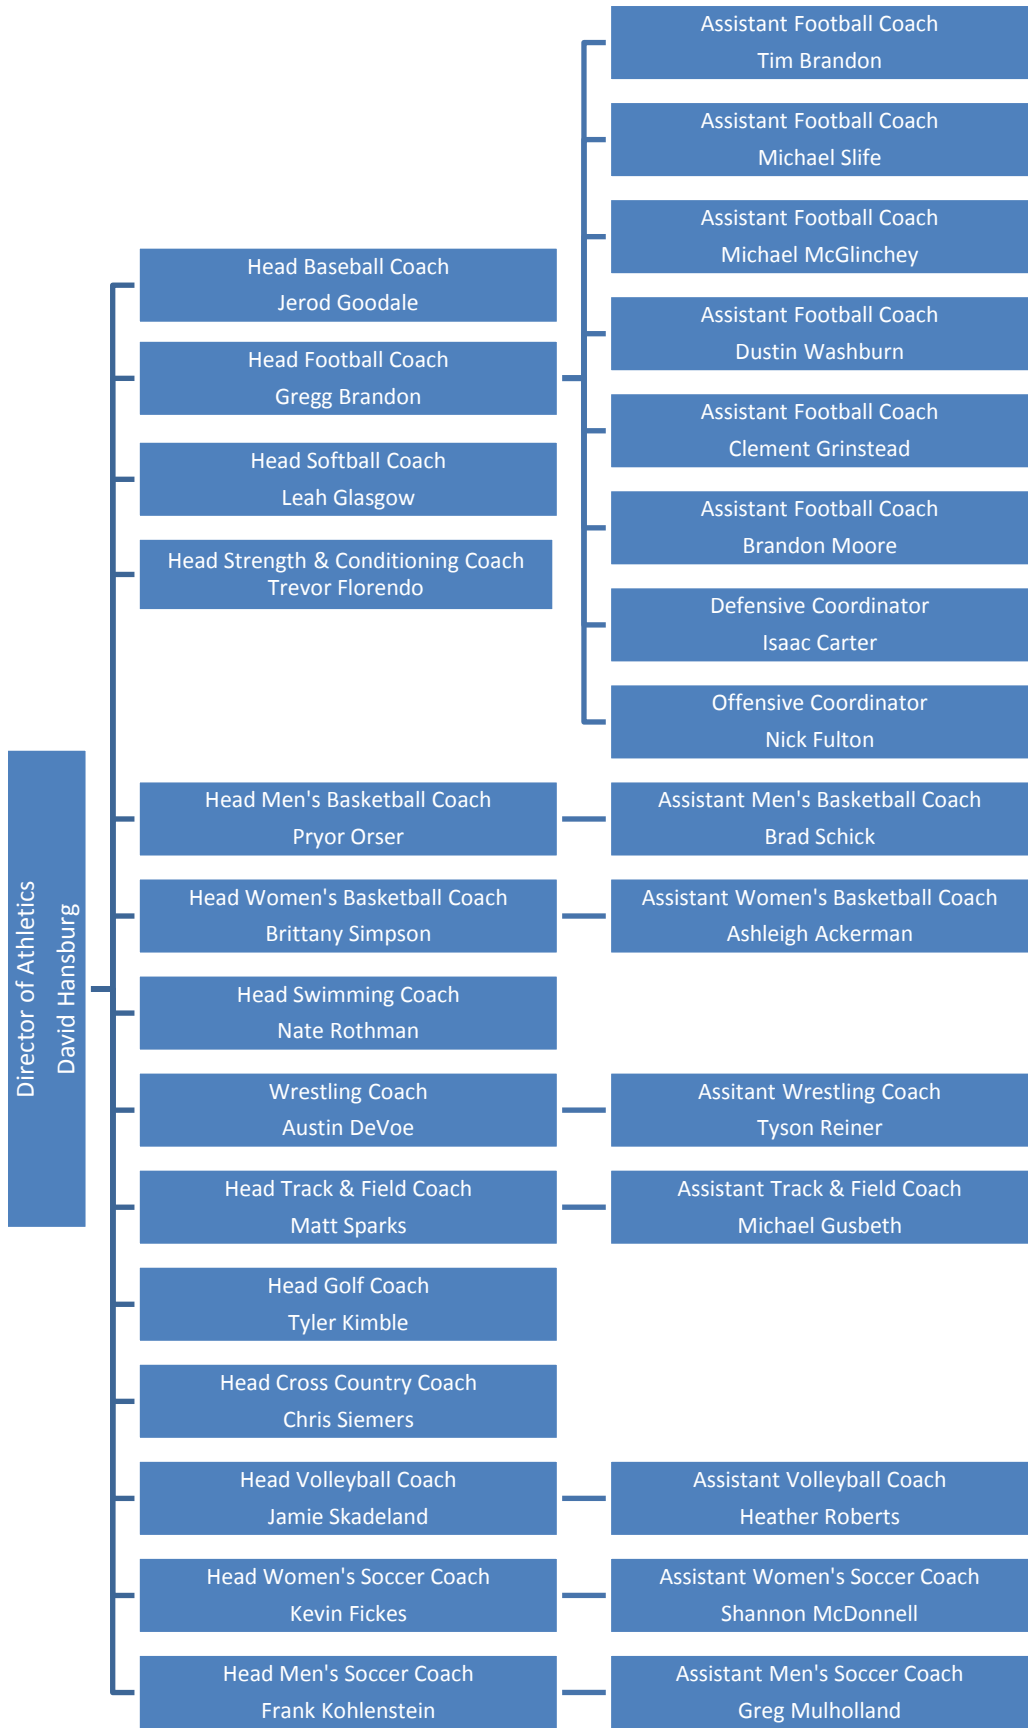 Director of Athletics
David Hansburg
Head Baseball Coach
Jerod Goodale
Head Football Coach
Gregg Brandon
Assistant Football Coach
Tim Brandon
Assistant Football Coach
Michael Slife
Assistant Football Coach
Michael McGlinchey
Assistant Football Coach
Dustin Washburn
Assistant Football Coach
Clement Grinstead
Assistant Football Coach
Brandon Moore
Defensive Coordinator
Isaac Carter
Offensive Coordinator
Nick Fulton
Head Softball Coach
Leah Glasgow
Head Strength & Conditioning Coach
Trevor Florendo
Head Men's Basketball Coach
Pryor Orser
Assistant Men's Basketball Coach
Brad Schick
Head Women's Basketball Coach
Brittany Simpson
Assistant Women's Basketball Coach
Ashleigh Ackerman
Head Swimming Coach
Nate Rothman
Wrestling Coach
Austin DeVoe
Assitant Wrestling Coach
Tyson Reiner
Head Track & Field Coach
Matt Sparks
Assistant Track & Field Coach
Michael Gusbeth
Head Golf Coach
Tyler Kimble
Head Cross Country Coach
Chris Siemers
Head Volleyball Coach
Jamie Skadeland
Assistant Volleyball Coach
Heather Roberts
Head Women's Soccer Coach
Kevin Fickes
Assistant Women's Soccer Coach
Shannon McDonnell
Head Men's Soccer Coach
Frank Kohlenstein
Assistant Men's Soccer Coach
Greg Mulholland